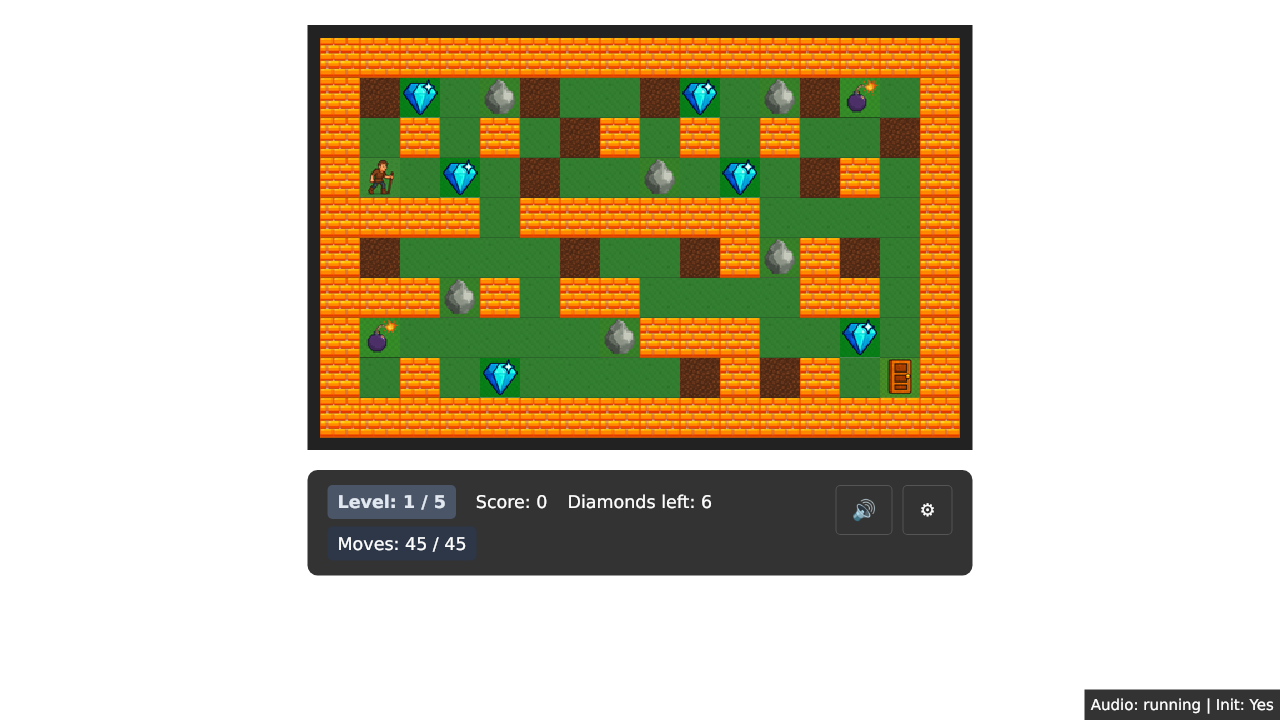 Level: 1 / 5 Score: 0 Diamonds left: 6
Moves: 45 / 45
Audio: running | Init: Yes